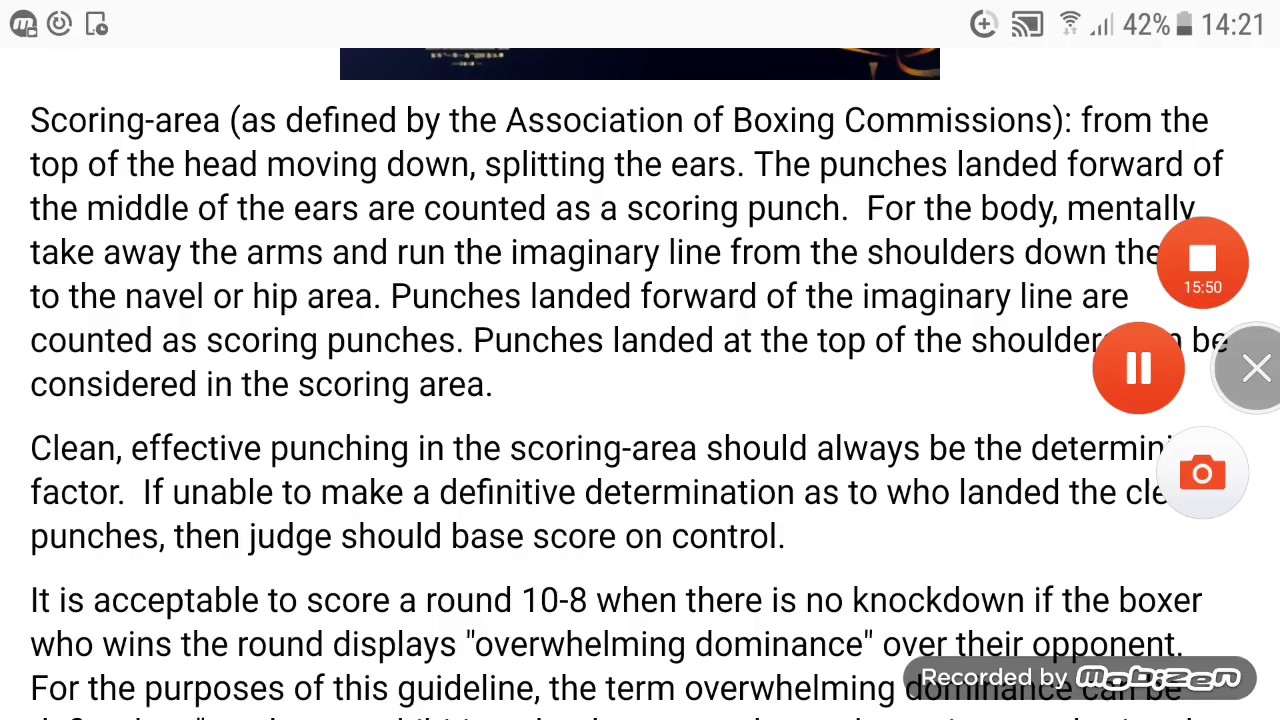 42% 14:21
Scoring-area (as defined by the Association of Boxing Commissions): from the
top of the head moving down, splitting the ears. The punches landed forward of
the middle of the ears are counted as a scoring punch. For the body, mentally
take away the arms and run the imaginary line from the shoulders down the
15:50
to the navel or hip area. Punches landed forward of the imaginary line are
counted as scoring punches. Punches landed at the top of the shoulder be
considered in the scoring area.
Clean, effective punching in the scoring-area should always be the
factor. If unable to make a definitive determination as to who landed the
punches, then judge should base score on control.
It is acceptable to score a round 10-8 when there is no knockdown if the boxer
who wins the round displays "overwhelming dominance" over their opponent.
Recorded by mobizen
For the purposes of this guideline, the term overwhelming dominance can be